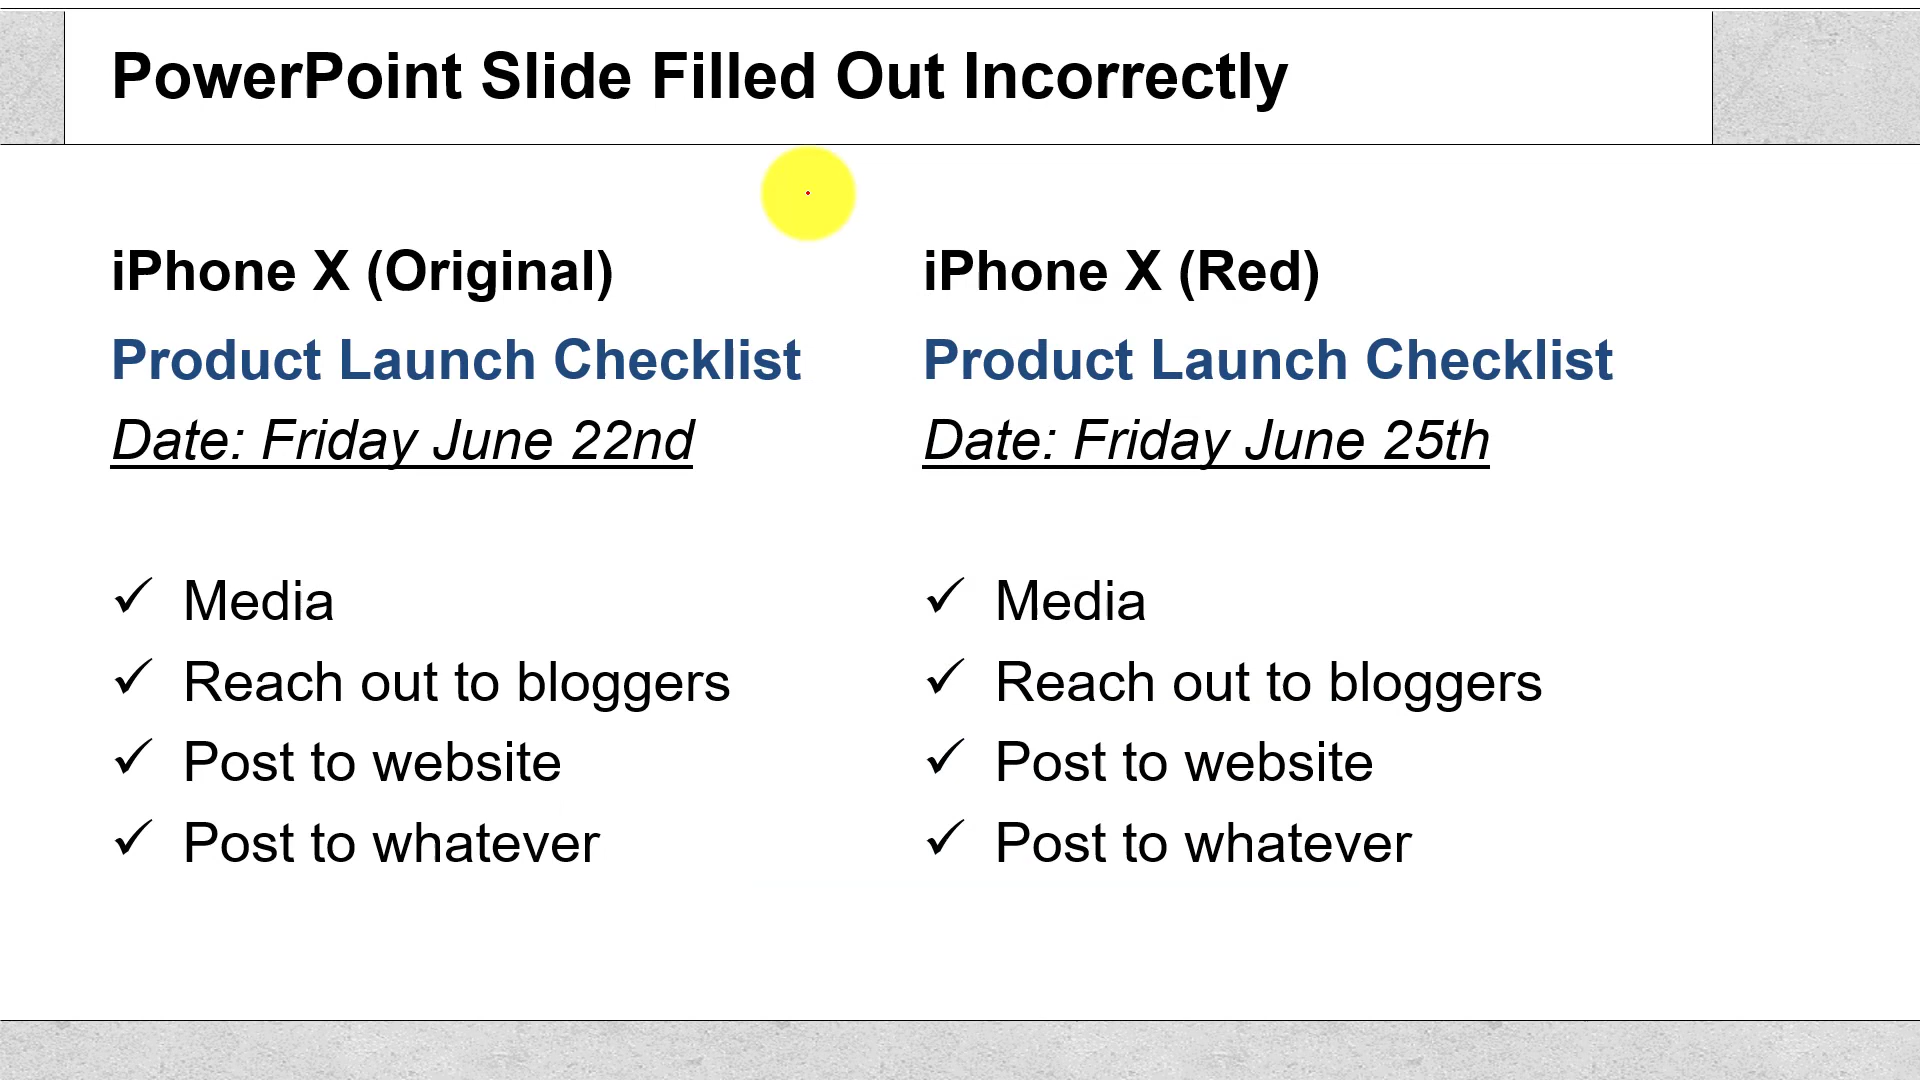 PowerPoint Slide Filled Out Incorrectly
iPhone X (Original)
Product Launch Checklist
Date: Friday June 22nd
✓ Media
✓ Reach out to bloggers
✓ Post to website
✓ Post to whatever
iPhone X (Red)
Product Launch Checklist
Date: Friday June 25th
✓ Media
✓ Reach out to bloggers
✓ Post to website
✓ Post to whatever